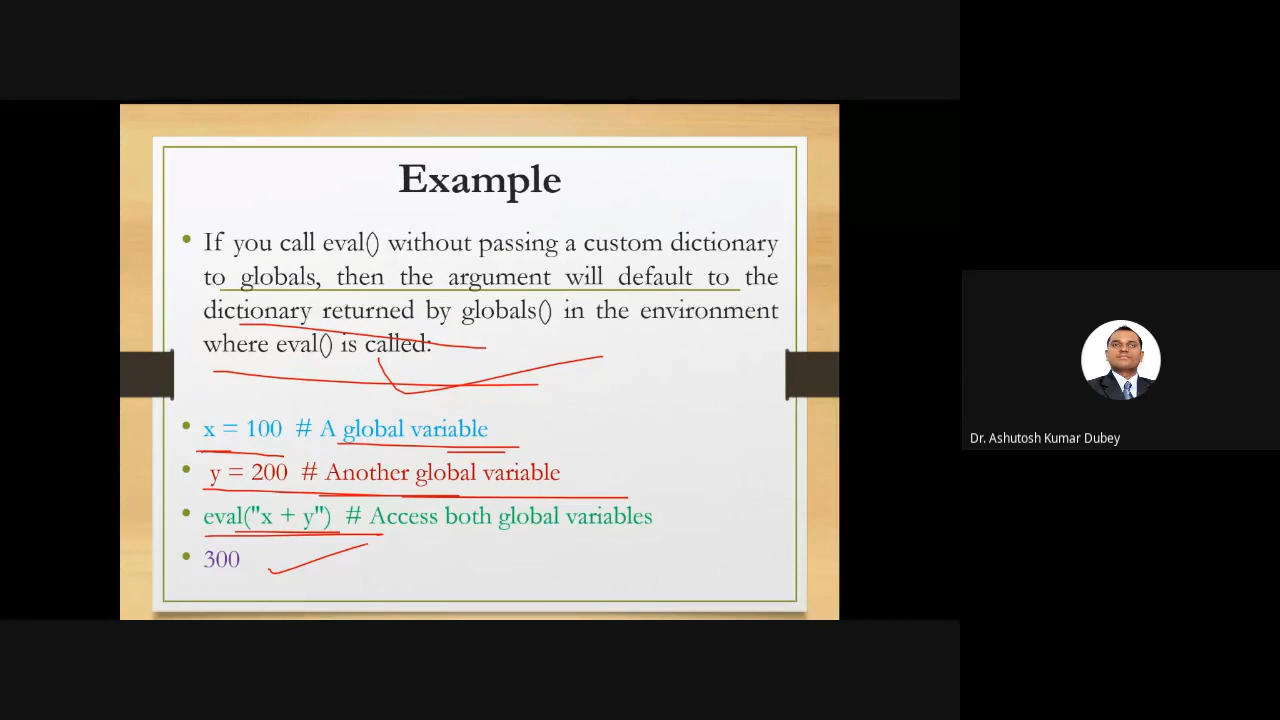 Example
• If you call eval() without passing a custom dictionary
to globals, then the argument will default to the
dictionary returned by globals() in the environment
where eval() is called:
• x = 100 # A global variable
• y = 200 # Another global variable
• eval("x + y") # Access both global variables
• 300
Dr. Ashutosh Kumar Dubey